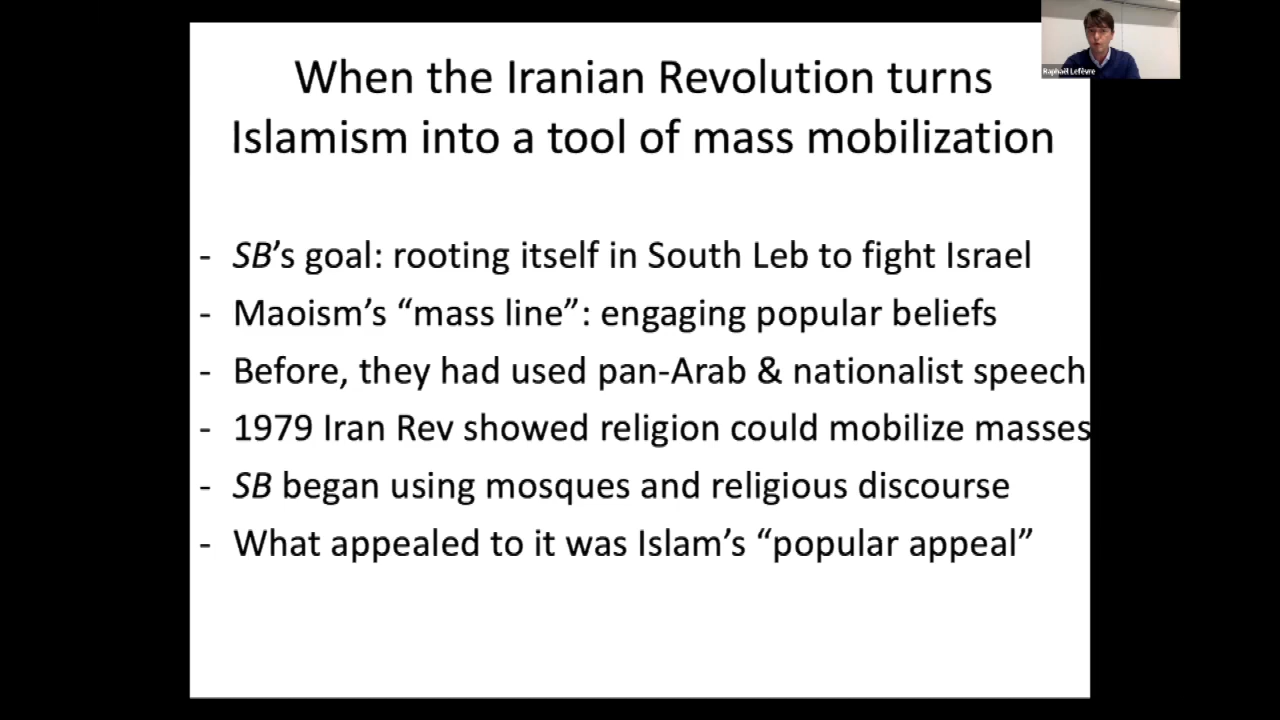 Raphaël Lefèvre
When the Iranian Revolution turns
Islamism into a tool of mass mobilization
- SB’s goal: rooting itself in South Leb to fight Israel
- Maoism’s “mass line”: engaging popular beliefs
- Before, they had used pan-Arab & nationalist speech
- 1979 Iran Rev showed religion could mobilize masses
- SB began using mosques and religious discourse
- What appealed to it was Islam’s “popular appeal”